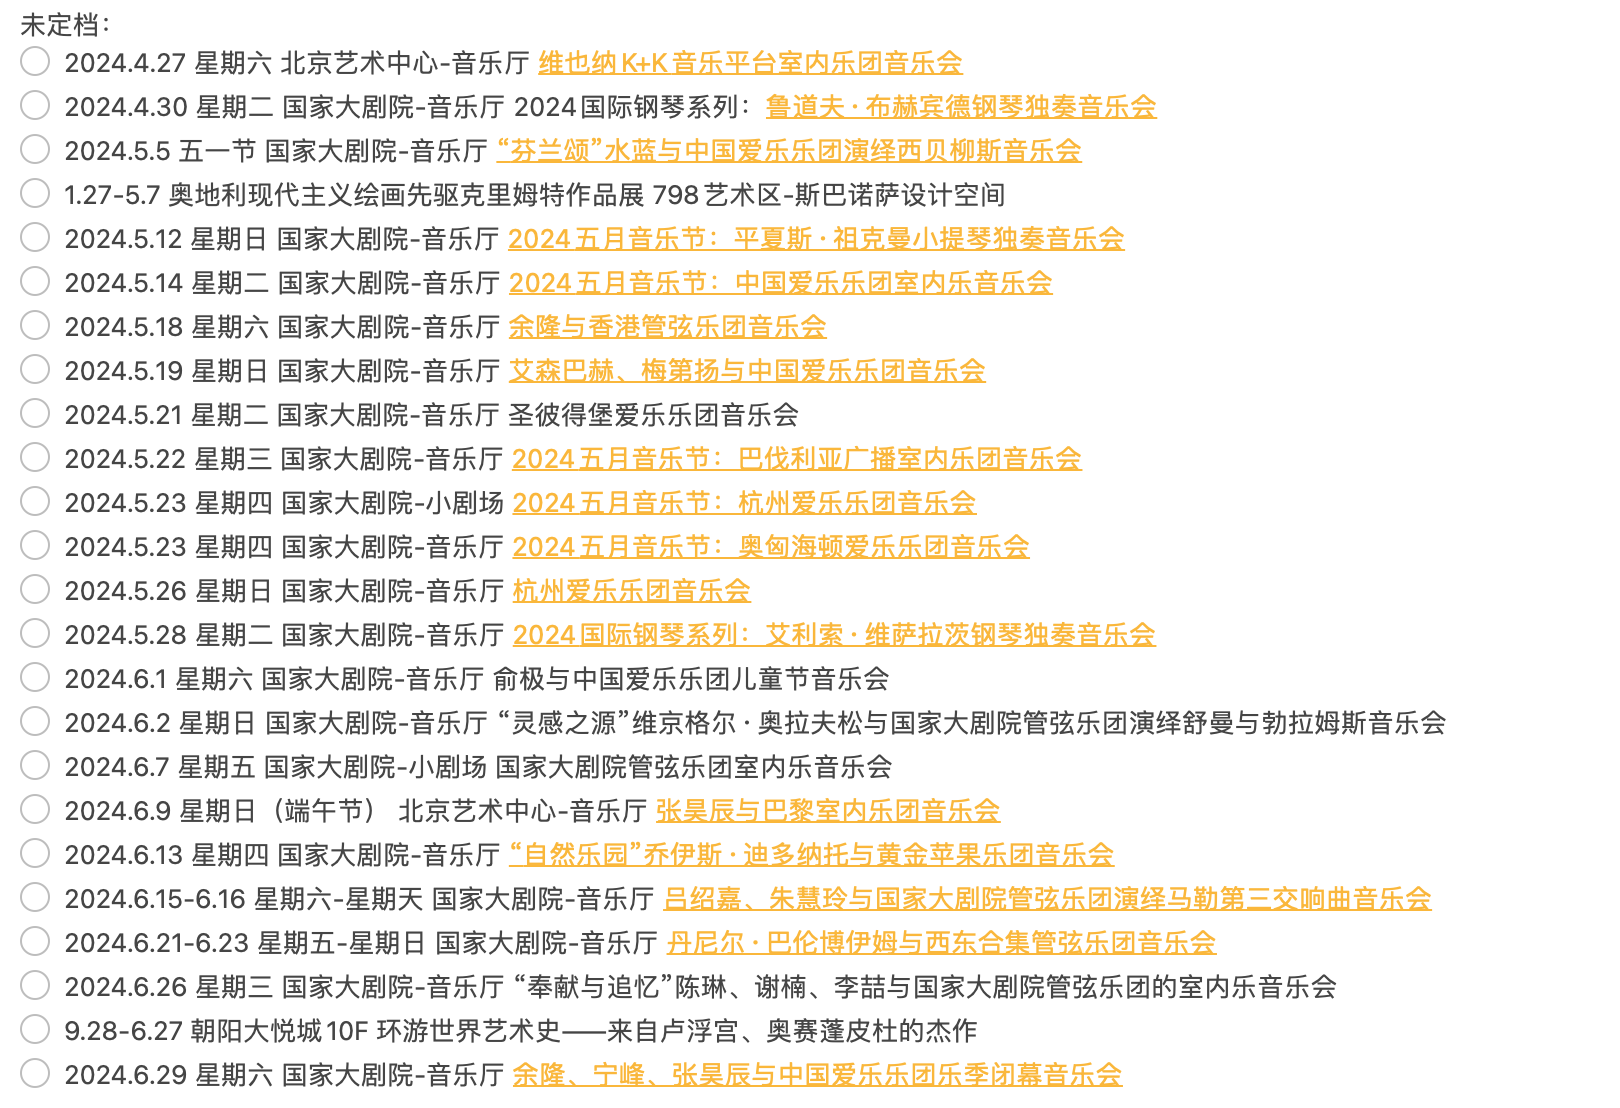 未定档：
2024.4.27 星期六 北京艺术中心-音乐厅 维也纳K+K音乐平台室内乐团音乐会
2024.4.30 星期二 国家大剧院-音乐厅 2024国际钢琴系列：鲁道夫·布赫宾德钢琴独奏音乐会
2024.5.5 五一节 国家大剧院-音乐厅 “芬兰颂”水蓝与中国爱乐乐团演绎西贝柳斯音乐会
1.27-5.7 奥地利现代主义绘画先驱克里姆特作品展 798艺术区-斯巴诺萨设计空间
2024.5.12 星期日 国家大剧院-音乐厅 2024五月音乐节：平夏斯·祖克曼小提琴独奏音乐会
2024.5.14 星期二 国家大剧院-音乐厅 2024五月音乐节：中国爱乐乐团室内乐音乐会
2024.5.18 星期六 国家大剧院-音乐厅 余隆与香港管弦乐团音乐会
2024.5.19 星期日 国家大剧院-音乐厅 艾森巴赫、梅第扬与中国爱乐乐团音乐会
2024.5.21 星期二 国家大剧院-音乐厅 圣彼得堡爱乐乐团音乐会
2024.5.22 星期三 国家大剧院-音乐厅 2024五月音乐节：巴伐利亚广播室内乐团音乐会
2024.5.23 星期四 国家大剧院-小剧场 2024五月音乐节：杭州爱乐乐团音乐会
2024.5.23 星期四 国家大剧院-音乐厅 2024五月音乐节：奥匈海顿爱乐乐团音乐会
2024.5.26 星期日 国家大剧院-音乐厅 杭州爱乐乐团音乐会
2024.5.28 星期二 国家大剧院-音乐厅 2024国际钢琴系列：艾利索·维萨拉茨钢琴独奏音乐会
2024.6.1 星期六 国家大剧院-音乐厅 俞极与中国爱乐乐团儿童节音乐会
2024.6.2 星期日 国家大剧院-音乐厅 “灵感之源”维京格尔·奥拉夫松与国家大剧院管弦乐团演绎舒曼与勃拉姆斯音乐会
2024.6.7 星期五 国家大剧院-小剧场 国家大剧院管弦乐团室内乐音乐会
2024.6.9 星期日（端午节） 北京艺术中心-音乐厅 张昊辰与巴黎室内乐团音乐会
2024.6.13 星期四 国家大剧院-音乐厅 “自然乐园”乔伊斯·迪多纳托与黄金苹果乐团音乐会
2024.6.15-6.16 星期六-星期天 国家大剧院-音乐厅 吕绍嘉、朱慧玲与国家大剧院管弦乐团演绎马勒第三交响曲音乐会
2024.6.21-6.23 星期五-星期日 国家大剧院-音乐厅 丹尼尔·巴伦博伊姆与西东合集管弦乐团音乐会
2024.6.26 星期三 国家大剧院-音乐厅 “奉献与追忆”陈琳、谢楠、李喆与国家大剧院管弦乐团的室内乐音乐会
9.28-6.27 朝阳大悦城10F 环游世界艺术史——来自卢浮宫、奥赛蓬皮杜的杰作
2024.6.29 星期六 国家大剧院-音乐厅 余隆、宁峰、张昊辰与中国爱乐乐团乐季闭幕音乐会